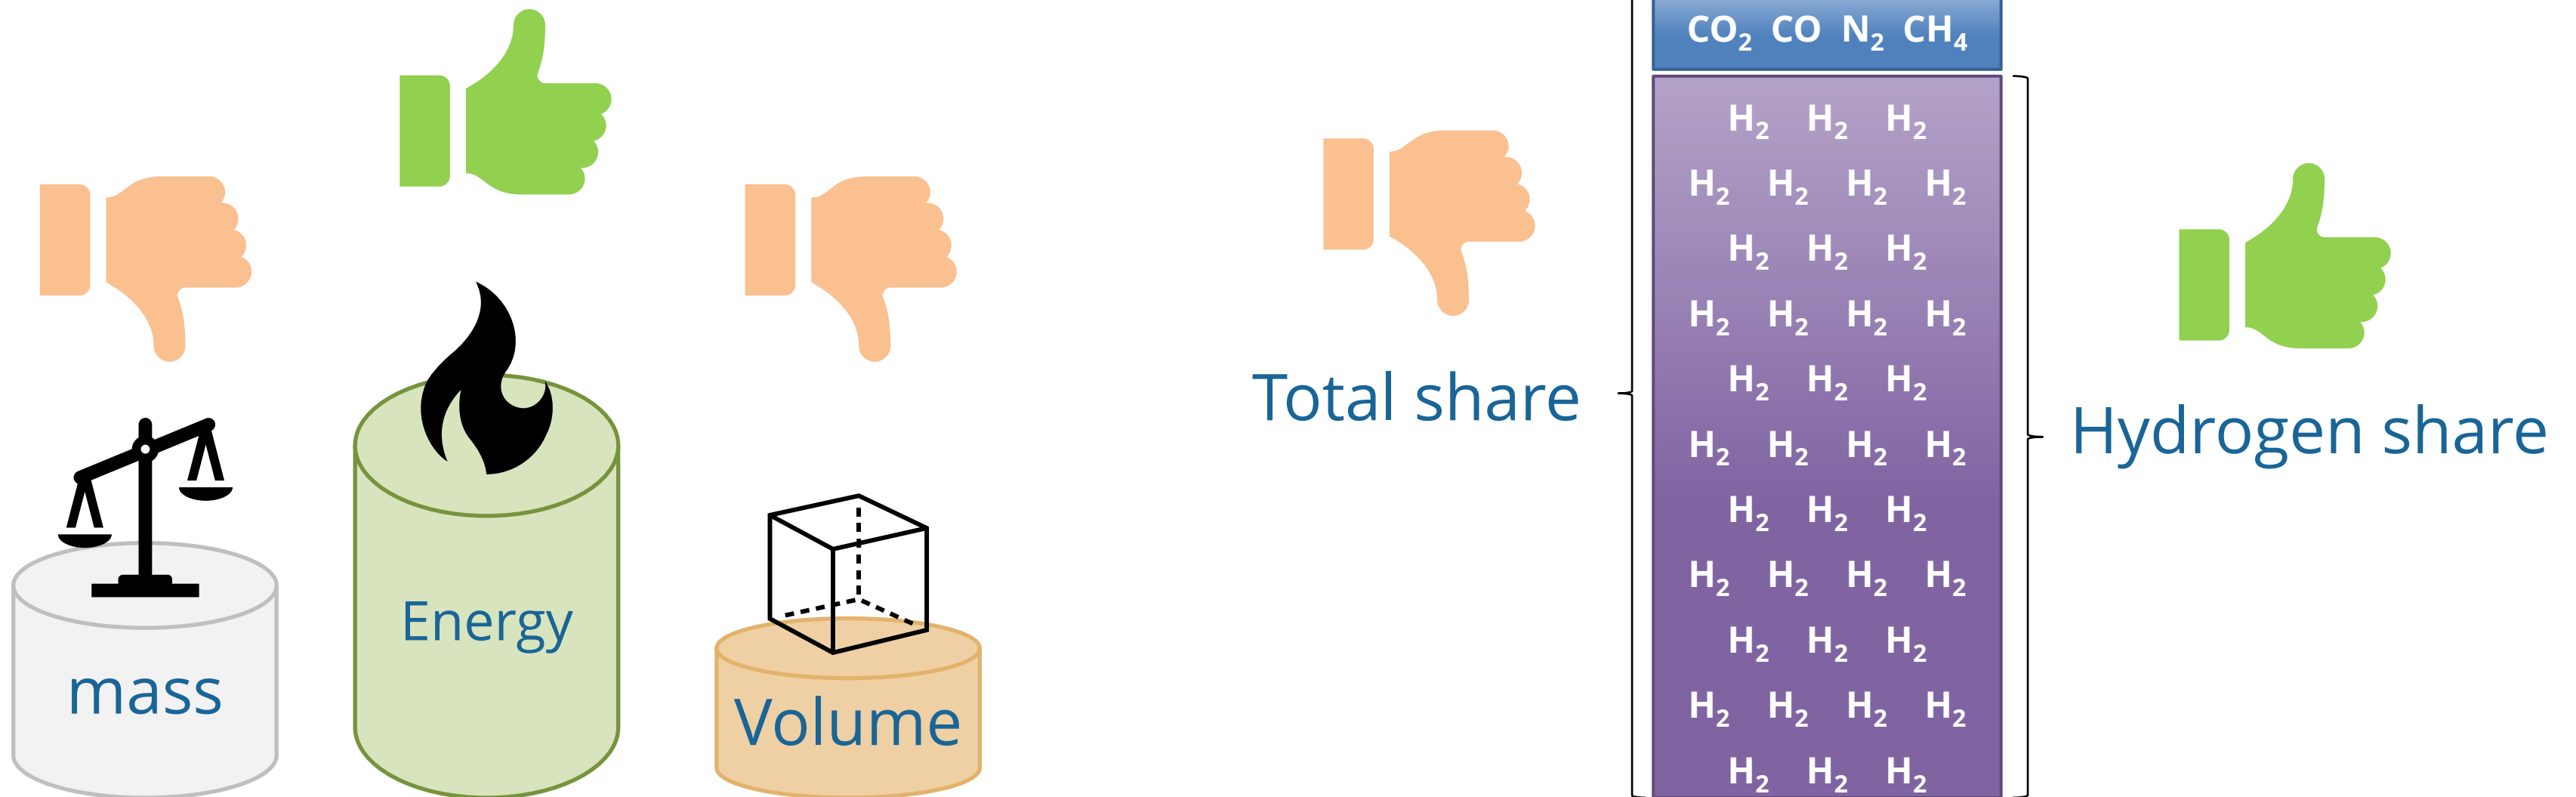 mass
Energy
Volume
Total share
CO₂ CO N₂ CH₄
H₂ H₂ H₂
H₂ H₂ H₂ H₂
H₂ H₂ H₂
H₂ H₂ H₂ H₂
H₂ H₂ H₂
H₂ H₂ H₂ H₂
H₂ H₂ H₂
H₂ H₂ H₂ H₂
H₂ H₂ H₂
H₂ H₂ H₂ H₂
H₂ H₂ H₂
Hydrogen share